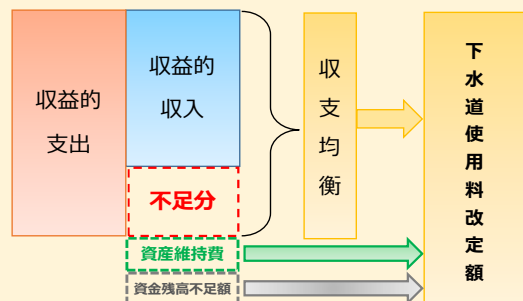 収益的
支出
収益的
収入
不足分
資産維持費
資金残高不足額
収支均衡
下水道使用料改定額